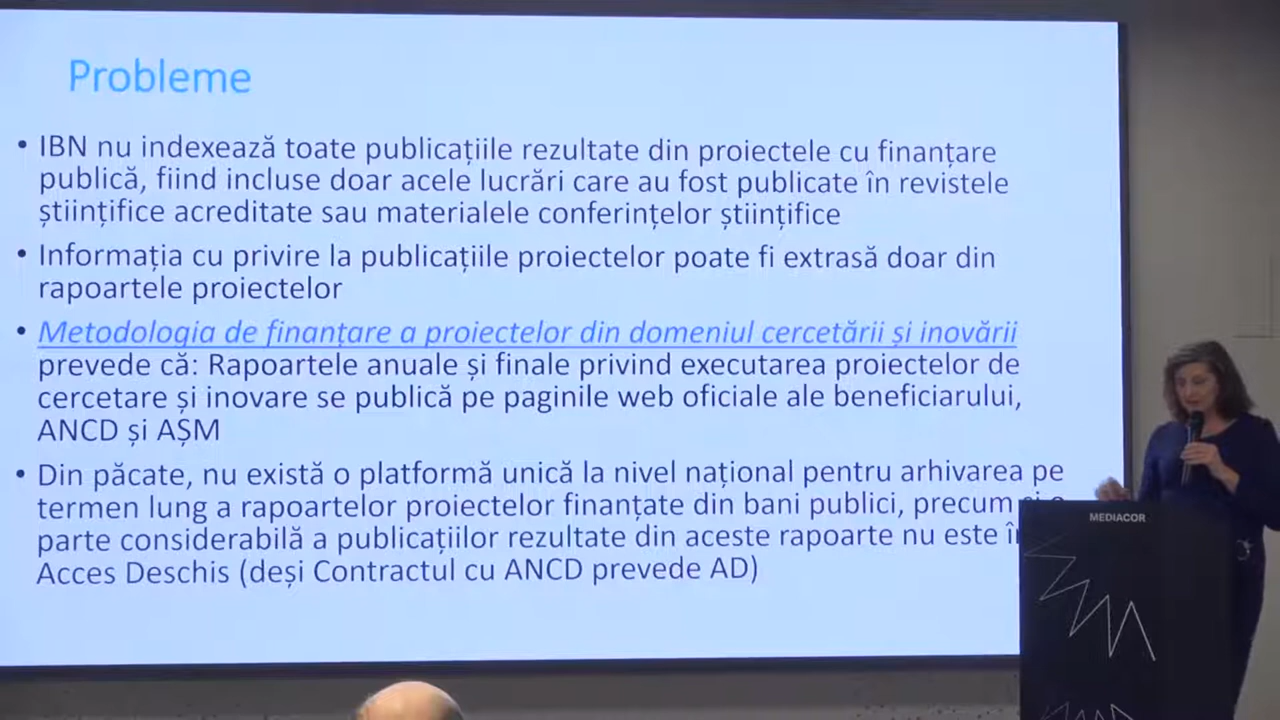 Probleme
• IBN nu indexează toate publicațiile rezultate din proiectele cu finanțare
publică, fiind incluse doar acele lucrări care au fost publicate în revistele
științifice acreditate sau materialele conferințelor științifice
• Informația cu privire la publicațiile proiectelor poate fi extrasă doar din
rapoartele proiectelor
• Metodologia de finanțare a proiectelor din domeniul cercetării și inovării
prevede că: Rapoartele anuale și finale privind executarea proiectelor de
cercetare și inovare se publică pe paginile web oficiale ale beneficiarului,
ANCD și AȘM
• Din păcate, nu există o platformă unică la nivel național pentru arhivarea pe
termen lung a rapoartelor proiectelor finanțate din bani publici, precum
parte considerabilă a publicațiilor rezultate din aceste rapoarte nu este
Acces Deschis (deși Contractul cu ANCD prevede AD)
MEDIACOR